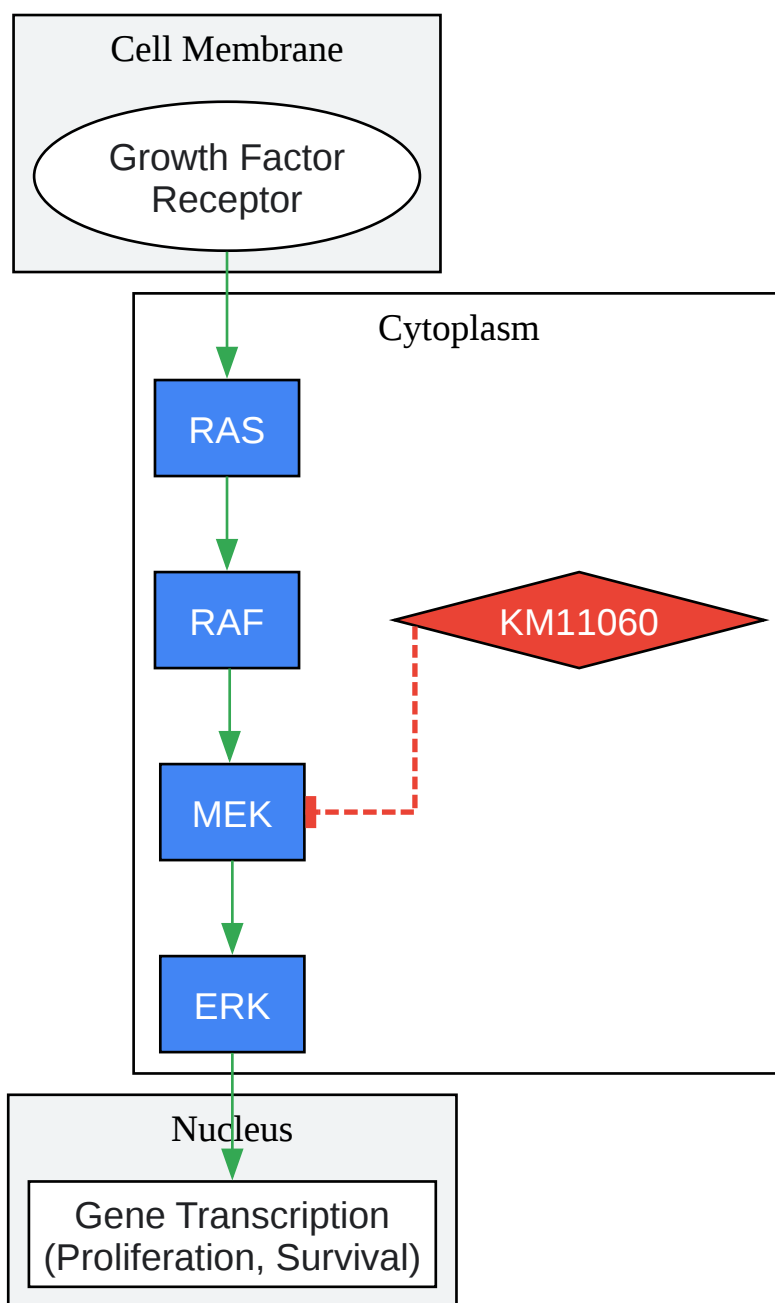 Cell Membrane
Growth Factor
Receptor
Cytoplasm
RAS
RAF
KM11060
MEK
ERK
Nucleus
Gene Transcription
(Proliferation, Survival)